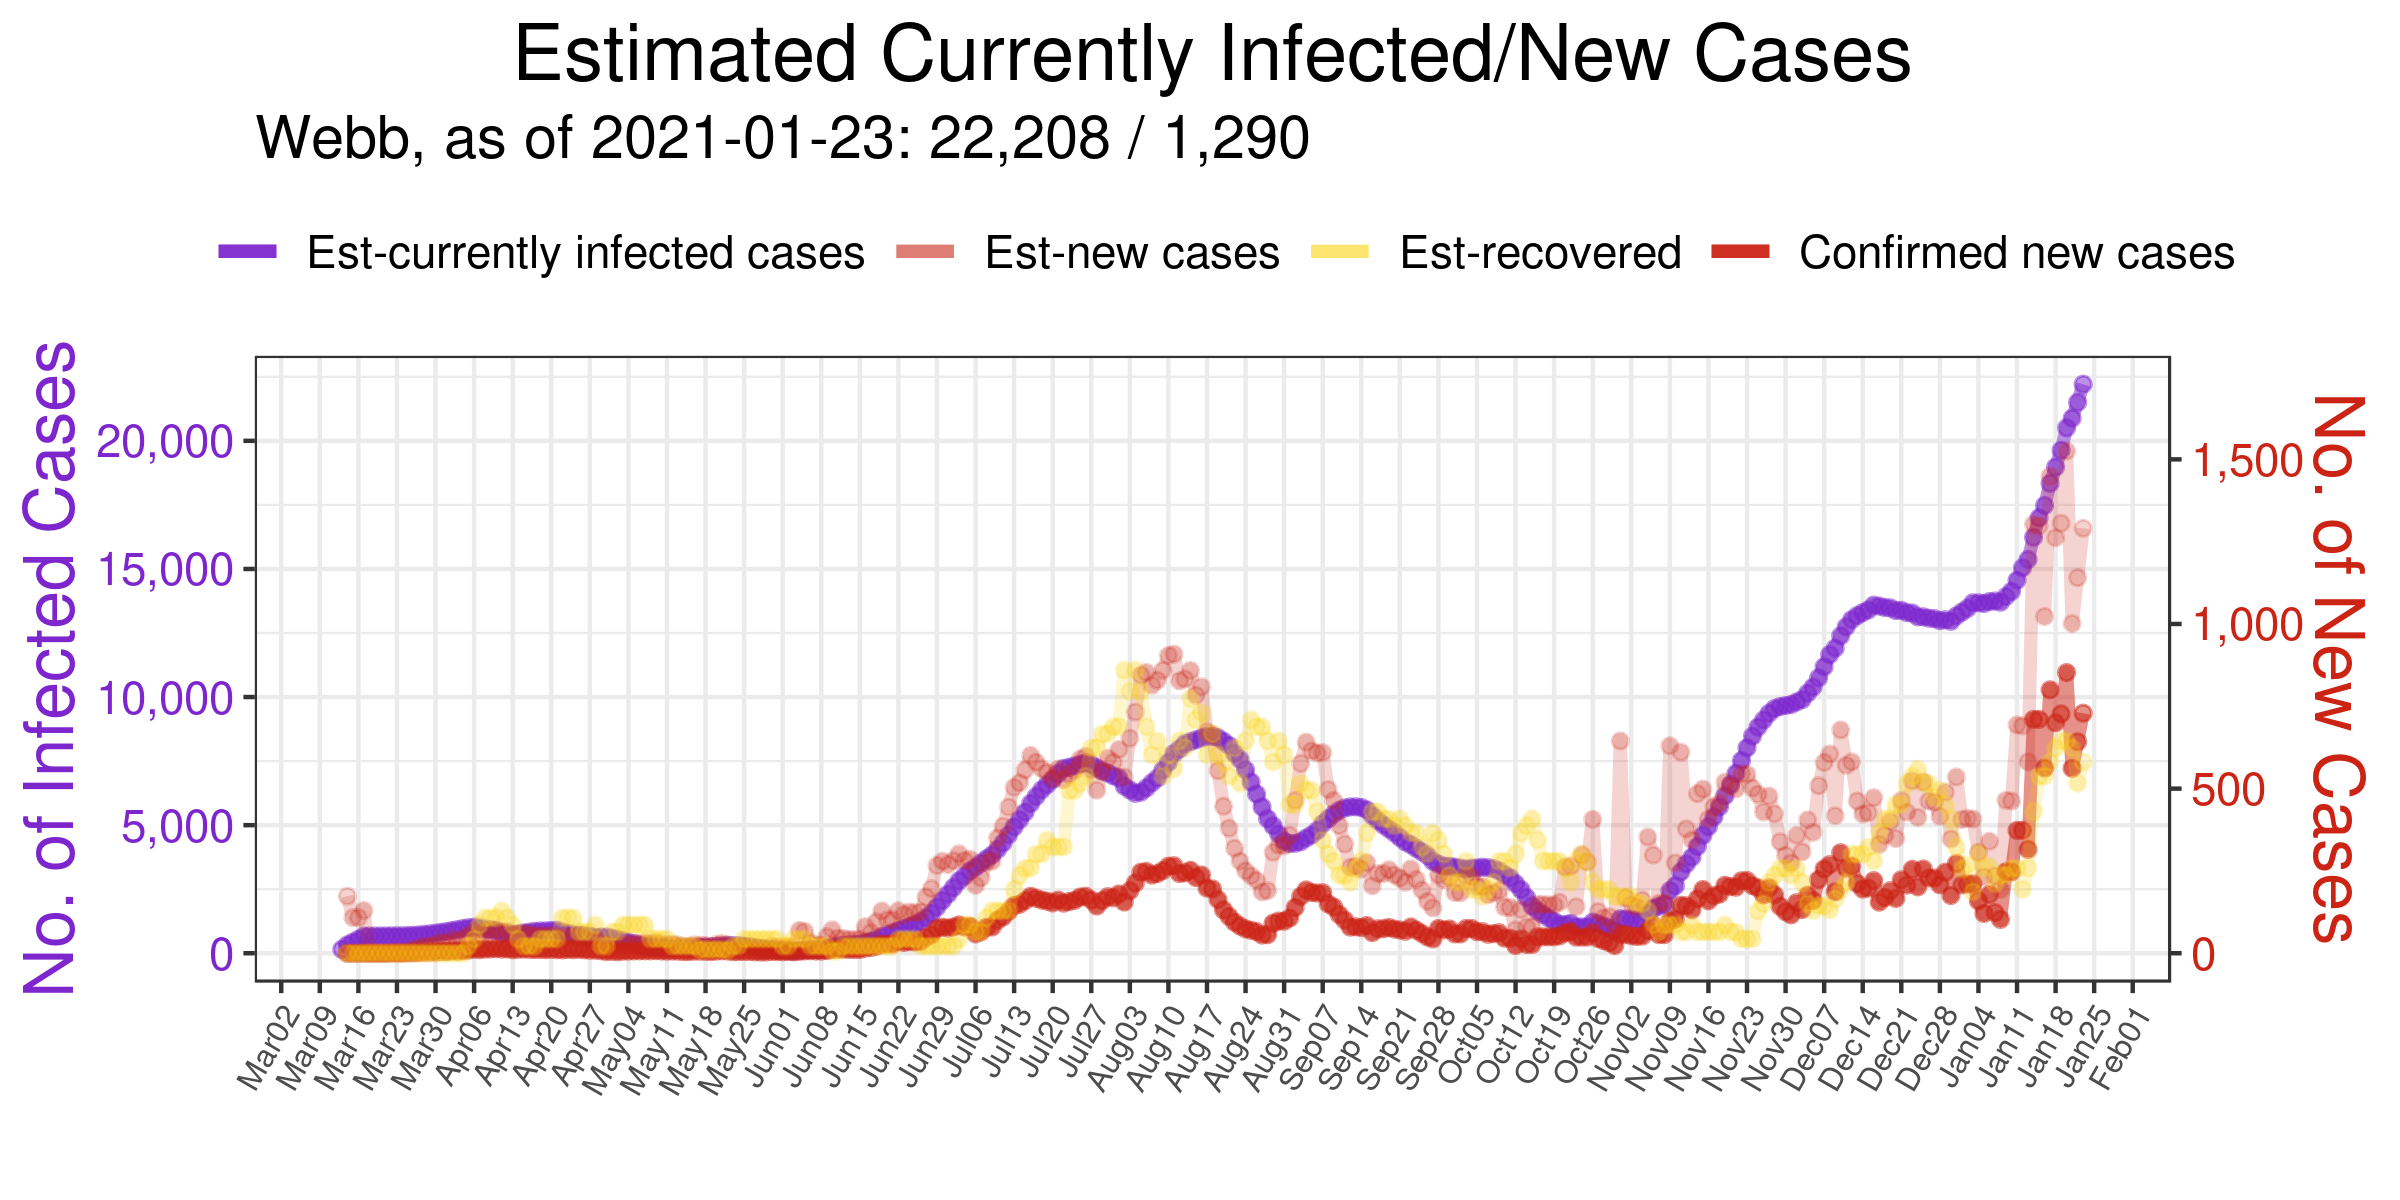 Estimated Currently Infected/New Cases
Webb, as of 2021-01-23: 22,208 / 1,290
Est-currently infected cases Est-new cases Est-recovered Confirmed new cases
No. of Infected Cases
20,000
15,000
10,000
5,000
0
1,500
1,000
500
0
No. of New Cases
Mar02 Mar09 Mar16 Mar23 Mar30 Apr06 Apr13 Apr20 Apr27 May04 May11 May18 May25 Jun01 Jun08 Jun15 Jun22 Jun29 Jul06 Jul13 Jul20 Jul27 Aug03 Aug10 Aug17 Aug24 Aug31 Sep07 Sep14 Sep21 Sep28 Oct05 Oct12 Oct19 Oct26 Nov02 Nov09 Nov16 Nov23 Nov30 Dec07 Dec14 Dec21 Dec28 Jan04 Jan11 Jan18 Jan25 Feb01